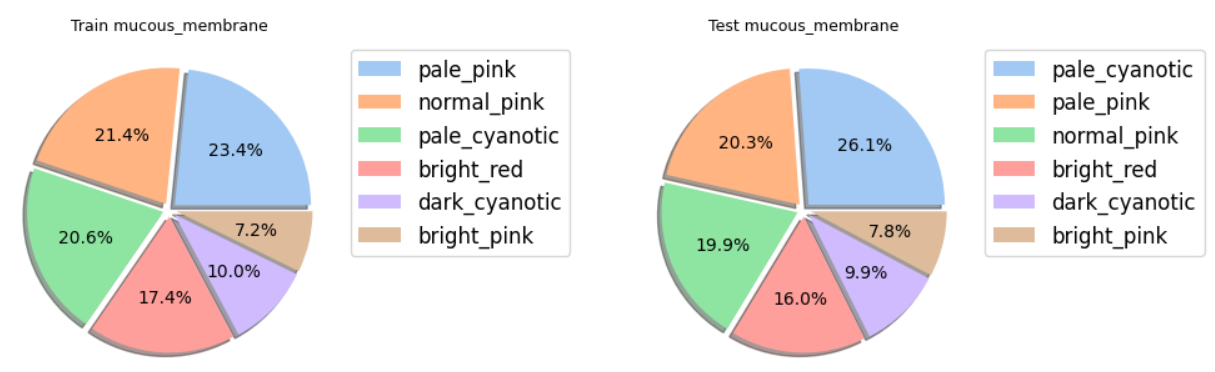 Train mucous_membrane
23.4%
21.4%
20.6%
17.4%
10.0%
7.2%
pale_pink
normal_pink
pale_cyanotic
bright_red
dark_cyanotic
bright_pink
Test mucous_membrane
26.1%
20.3%
19.9%
16.0%
9.9%
7.8%
pale_cyanotic
pale_pink
normal_pink
bright_red
dark_cyanotic
bright_pink